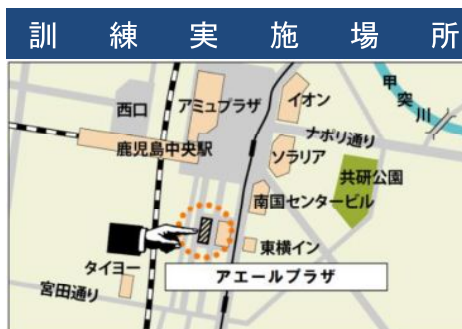 訓練実施場所
甲突川
イオン
アミュプラザ
西口
ナポリ通り
鹿児島中央駅
ソラリア
共研公園
南国センタービル
東横イン
タイヨー
アエールプラザ
宮田通り